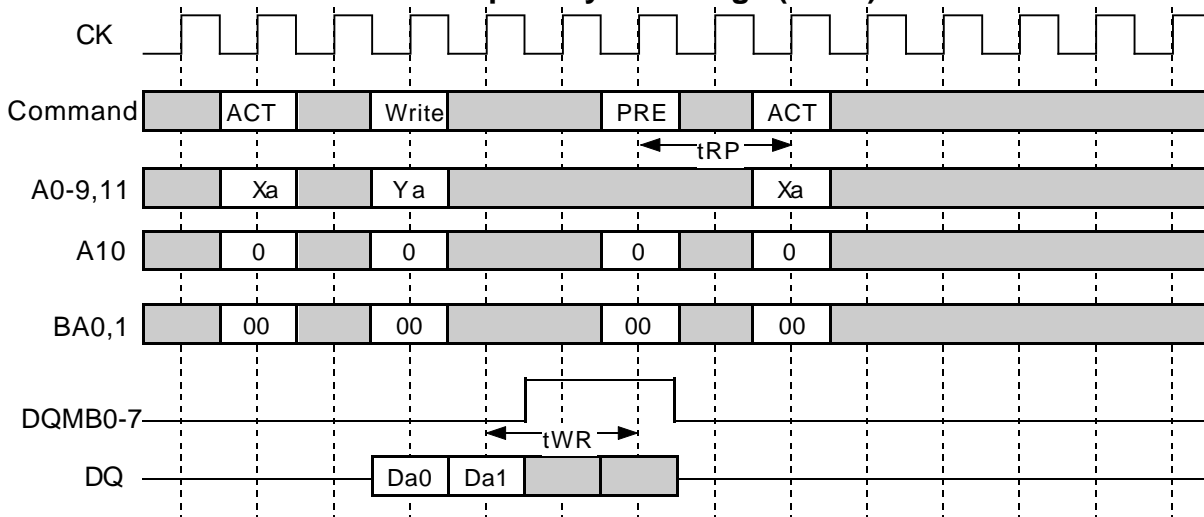 CK
Command ACT Write PRE ACT
tRP
A0-9,11 Xa Ya Xa
A10 0 0 0 0
BA0,1 00 00 00 00
DQMB0-7
tWR
DQ Da0 Da1